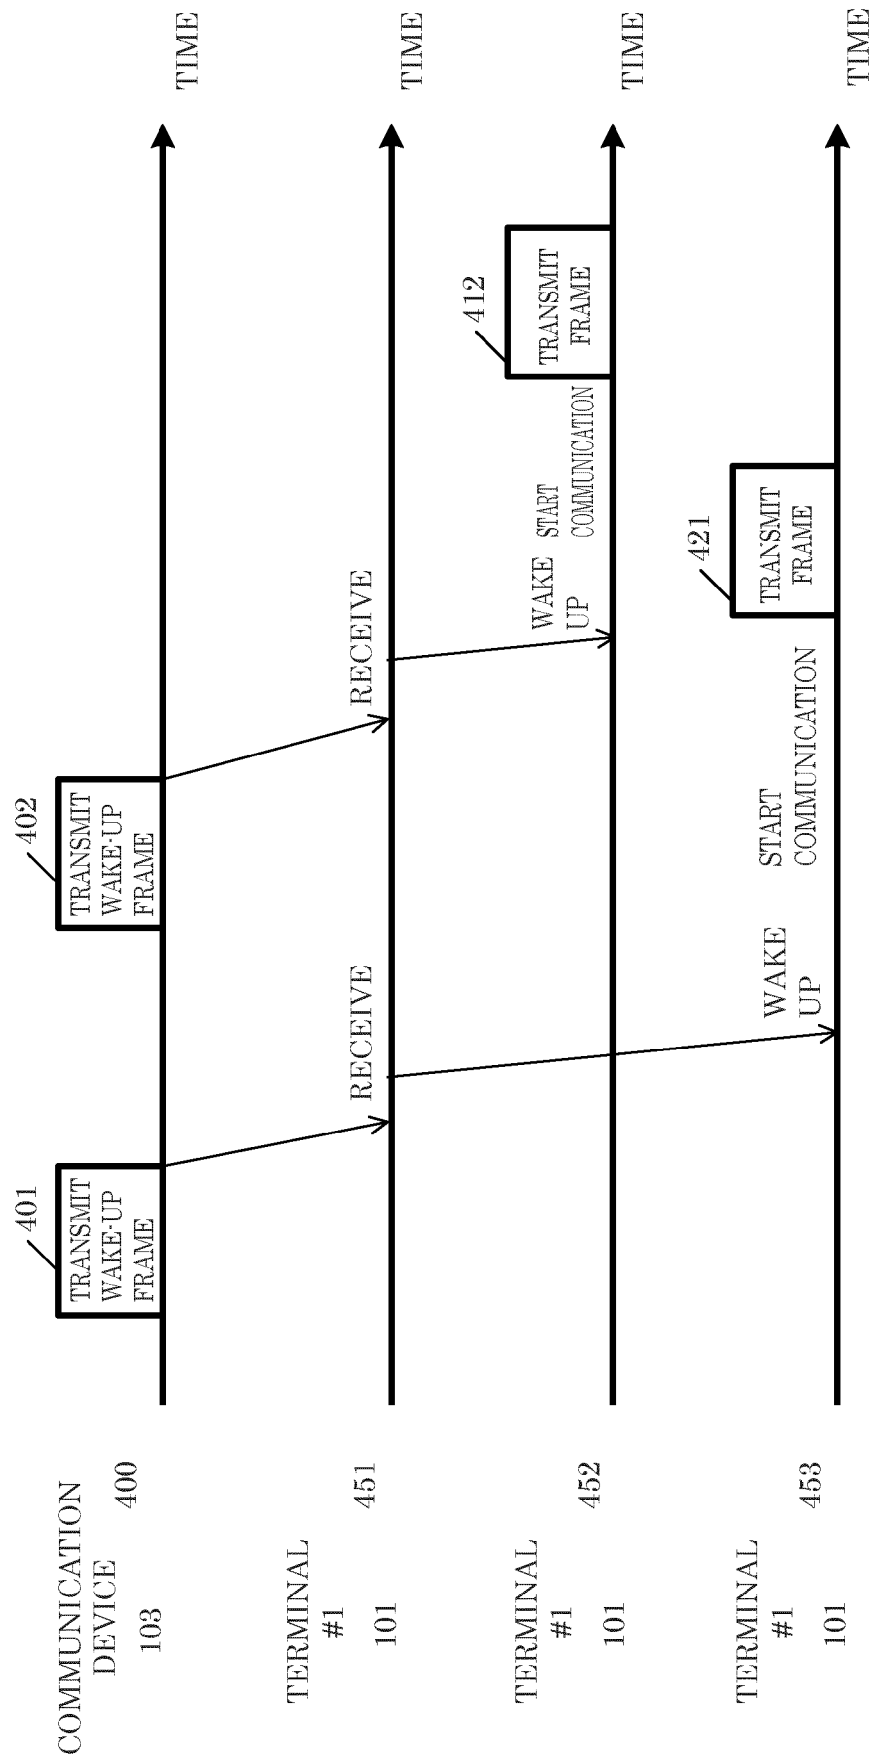 COMMUNICATION
DEVICE
103
400
401
TRANSMIT
WAKE-UP
FRAME
402
TRANSMIT
WAKE-UP
FRAME
TIME
TERMINAL
#1
101
451
RECEIVE
RECEIVE
TIME
TERMINAL
#1
101
452
WAKE
UP
START
COMMUNICATION
412
TRANSMIT
FRAME
TIME
TERMINAL
#1
101
453
WAKE
UP
START
COMMUNICATION
421
TRANSMIT
FRAME
TIME